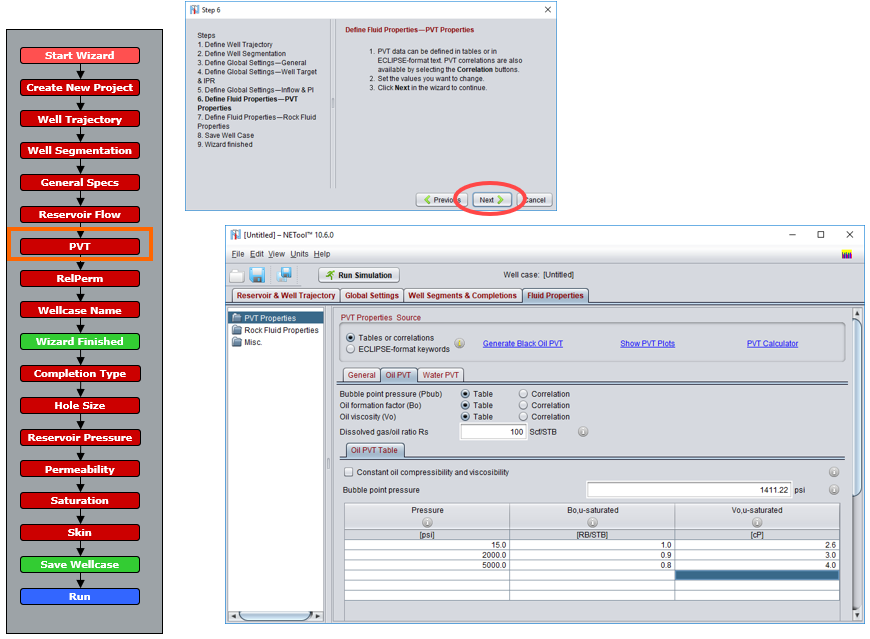 Start Wizard
Create New Project
Well Trajectory
Well Segmentation
General Specs
Reservoir Flow
PVT
RelPerm
Wellcase Name
Wizard Finished
Completion Type
Hole Size
Reservoir Pressure
Permeability
Saturation
Skin
Save Wellcase
Run
Step 6
Steps
1. Define Well Trajectory
2. Define Well Segmentation
3. Define Global Settings—General
4. Define Global Settings—Well Target
& IPR
5. Define Global Settings—Inflow & PI
6. Define Fluid Properties—PVT
Properties
7. Define Fluid Properties—Rock Fluid
Properties
8. Save Well Case
9. Wizard finished
Define Fluid Properties—PVT Properties
1. PVT data can be defined in tables or in
ECLIPSE-format text. PVT correlations are also
available by selecting the Correlation buttons.
2. Set the values you want to change.
3. Click Next in the wizard to continue.
Previous Next Cancel
[Untitled] – NETool™ 10.6.0
File Edit View Units Help
Run Simulation Well case: [Untitled]
Reservoir & Well Trajectory Global Settings Well Segments & Completions Fluid Properties
PVT Properties
Rock Fluid Properties
Misc.
PVT Properties Source
Tables or correlations
ECLIPSE-format keywords
Generate Black Oil PVT Show PVT Plots PVT Calculator
General Oil PVT Water PVT
Bubble point pressure (Pbub) Table Correlation
Oil formation factor (Bo) Table Correlation
Oil viscosity (Vo) Table Correlation
Dissolved gas/oil ratio Rs 100 Scf/STB
Oil PVT Table
Constant oil compressibility and viscosibility
Bubble point pressure 1411.22 psi
Pressure Bo,u-saturated Vo,u-saturated
[psi] [RB/STB] [cP]
15.0 1.0 2.6
2000.0 0.9 3.0
5000.0 0.8 4.0